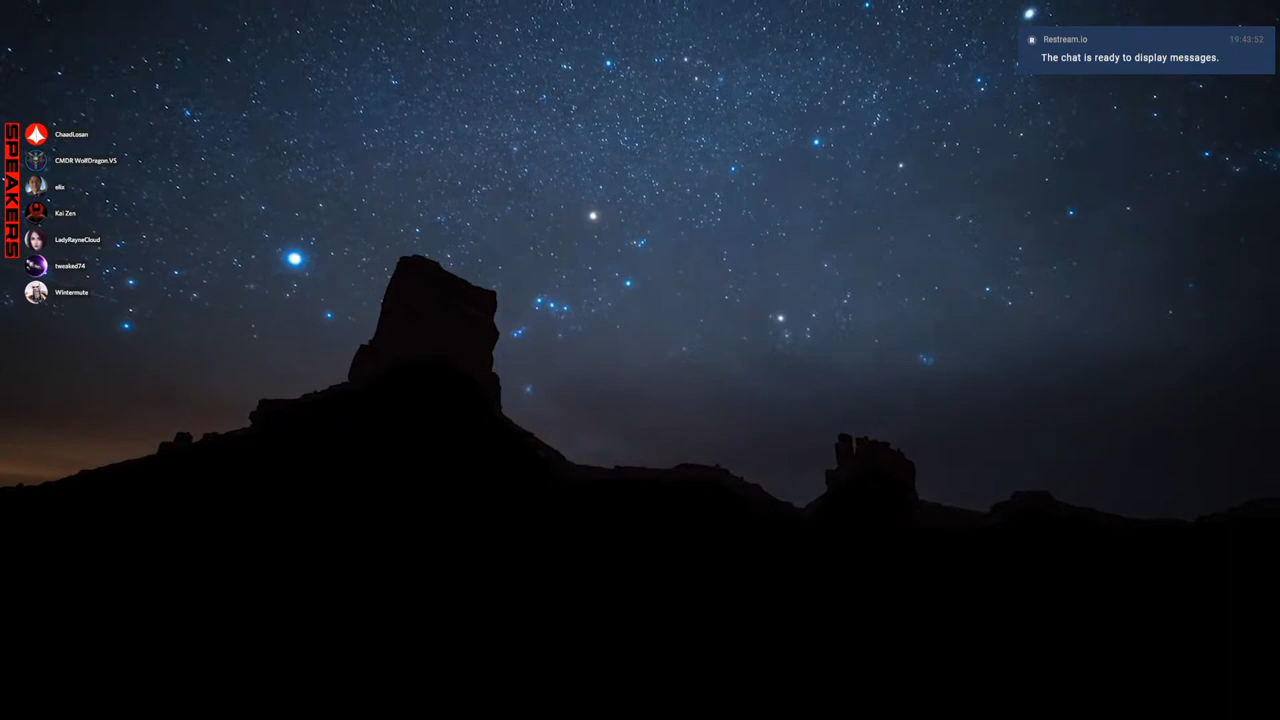 Restream.io 19:43:52
The chat is ready to display messages.
SPEAKERS
ChaadLosan
CMDR WolfDragon.VS
elix
Kai Zen
LadyRayneCloud
tweaked74
Wintermute